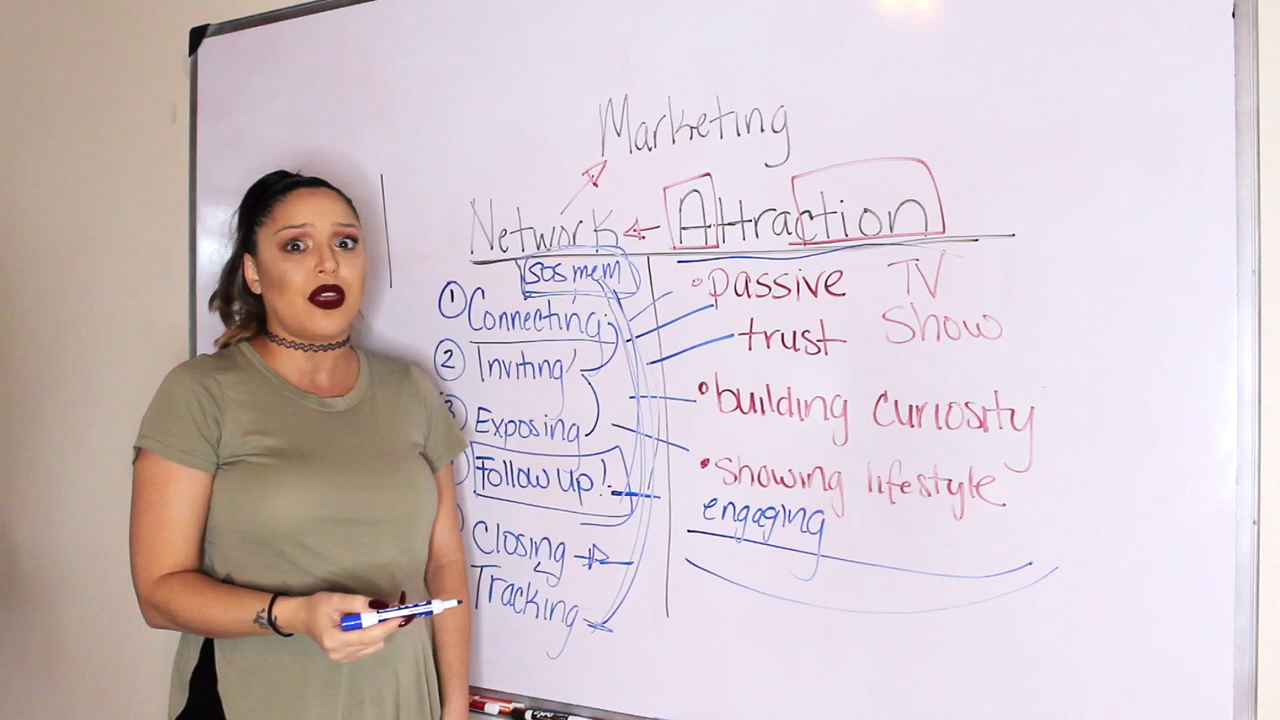 Marketing
Network Attraction
sos mem
1 Connecting
2 Inviting
3 Exposing
Follow up!
Closing
Tracking
• passive TV
trust Show
• building curiosity
• showing lifestyle
engaging